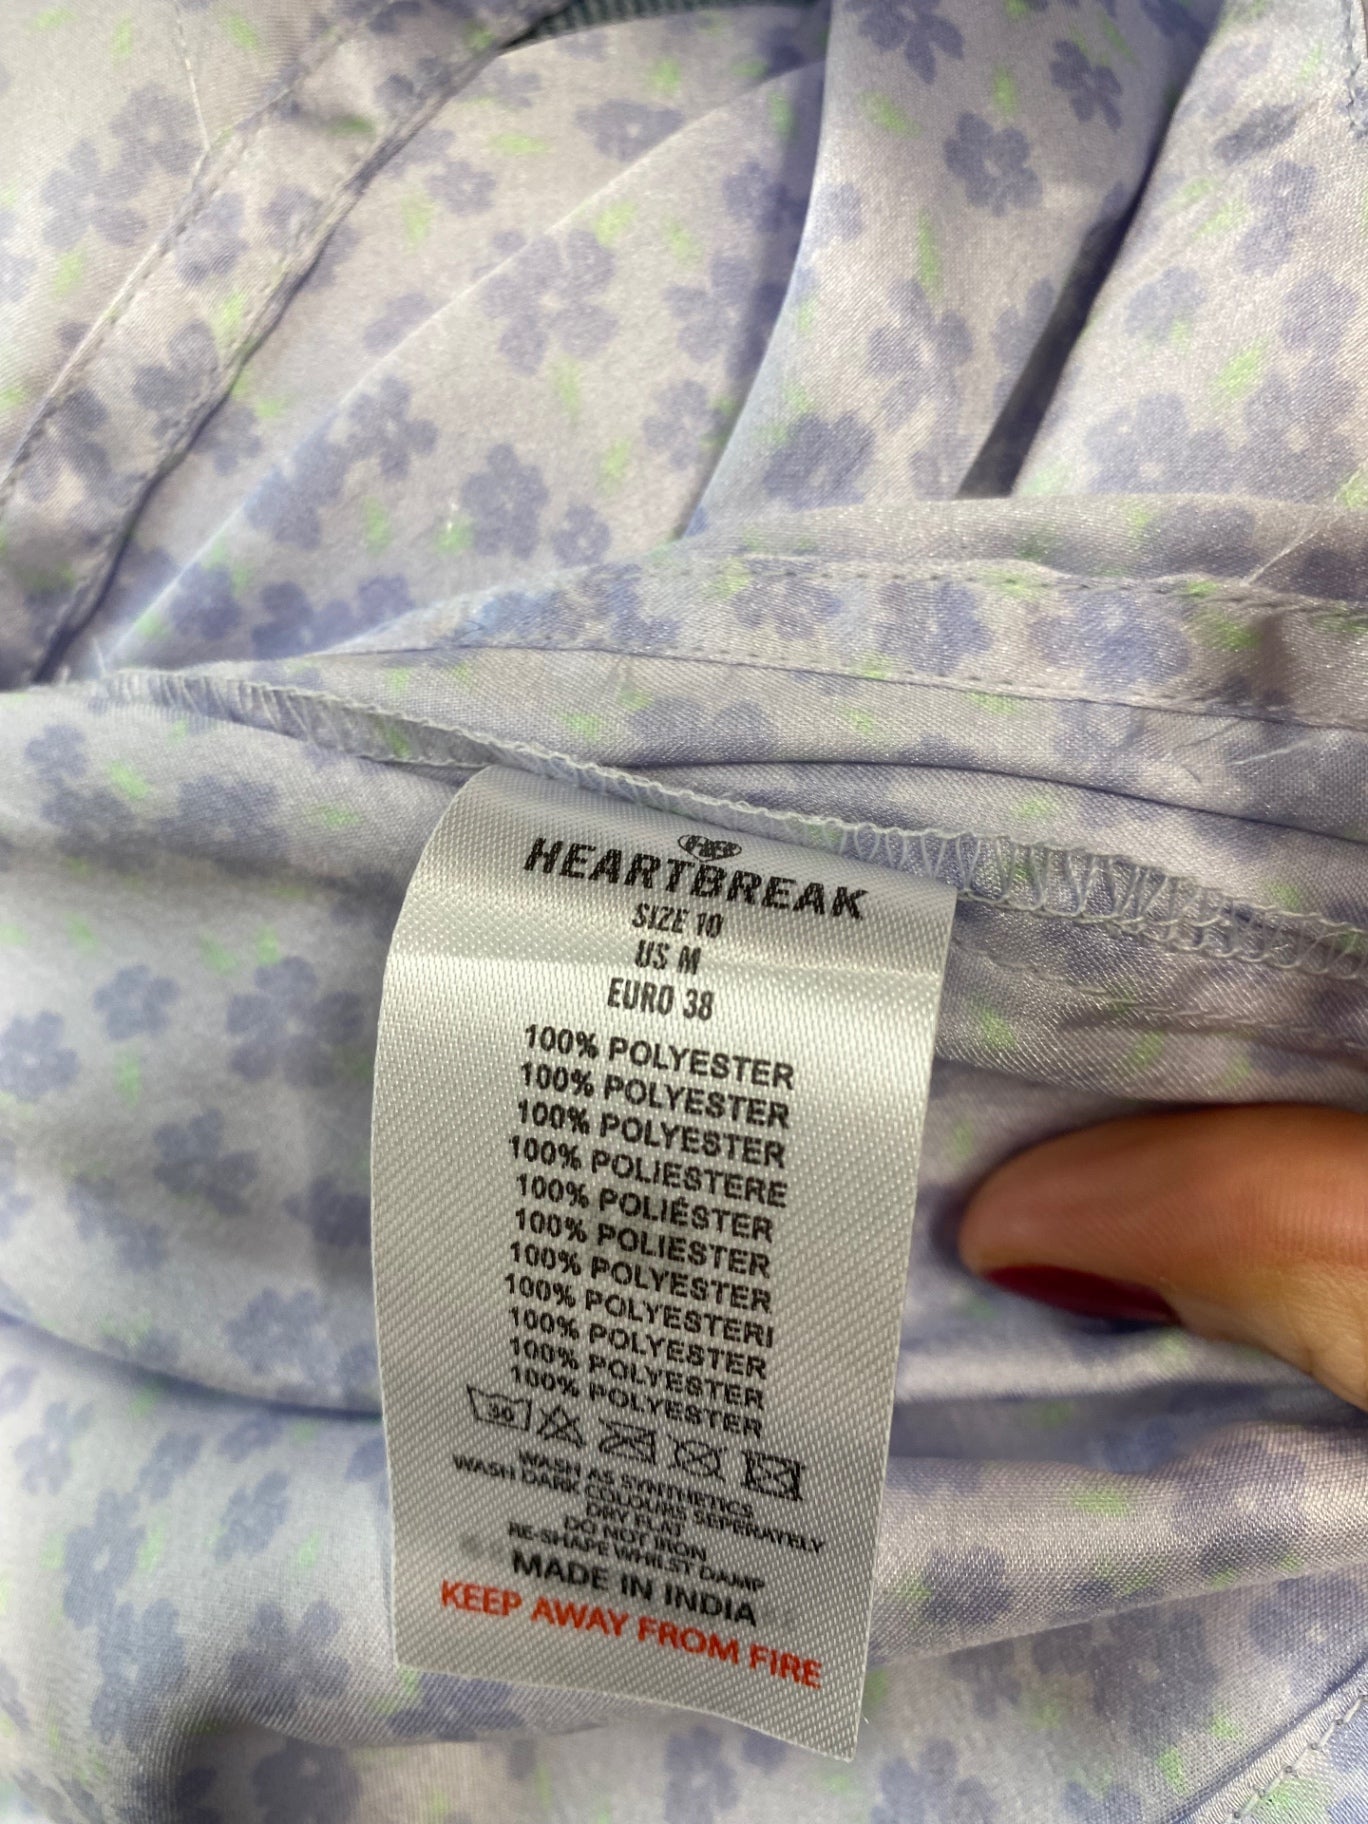 HB
HEARTBREAK
SIZE 10
US M
EURO 38
100% POLYESTER
100% POLYESTER
100% POLYESTER
100% POLIESTERE
100% POLIÉSTER
100% POLIESTER
100% POLYESTER
100% POLYESTERI
100% POLYESTER
100% POLYESTER
100% POLYESTER
30
WASH AS SYNTHETICS
WASH DARK COLOURS SEPERATELY
DRY FLAT
DO NOT IRON
RE-SHAPE WHILST DAMP
MADE IN INDIA
KEEP AWAY FROM FIRE